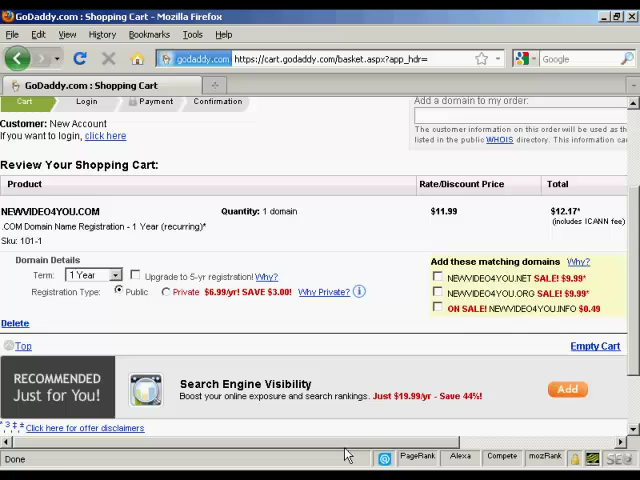 GoDaddy.com : Shopping Cart - Mozilla Firefox
File Edit View History Bookmarks Tools Help
godaddy.com https://cart.godaddy.com/basket.aspx?app_hdr= Google
GoDaddy.com : Shopping Cart
Cart Login Payment Confirmation
Add a domain to my order:
Customer: New Account
If you want to login, click here
The customer information on this order will be used as the
listed in the public WHOIS directory. This information can
Review Your Shopping Cart:
Product Rate/Discount Price Total
NEWVIDEO4YOU.COM Quantity: 1 domain $11.99 $12.17*
.COM Domain Name Registration - 1 Year (recurring)* (includes ICANN fee)
Sku: 101-1
Domain Details
Term: 1 Year Upgrade to 5-yr registration! Why?
Registration Type: Public Private $6.99/yr! SAVE $3.00! Why Private?
Add these matching domains Why?
NEWVIDEO4YOU.NET SALE! $9.99*
NEWVIDEO4YOU.ORG SALE! $9.99*
ON SALE! NEWVIDEO4YOU.INFO $0.49
Delete
Top Empty Cart
RECOMMENDED
Just for You!
Search Engine Visibility
Boost your online exposure and search rankings. Just $19.99/yr - Save 44%!
Add
Click here for offer disclaimers
Done PageRank Alexa Compete mozRank